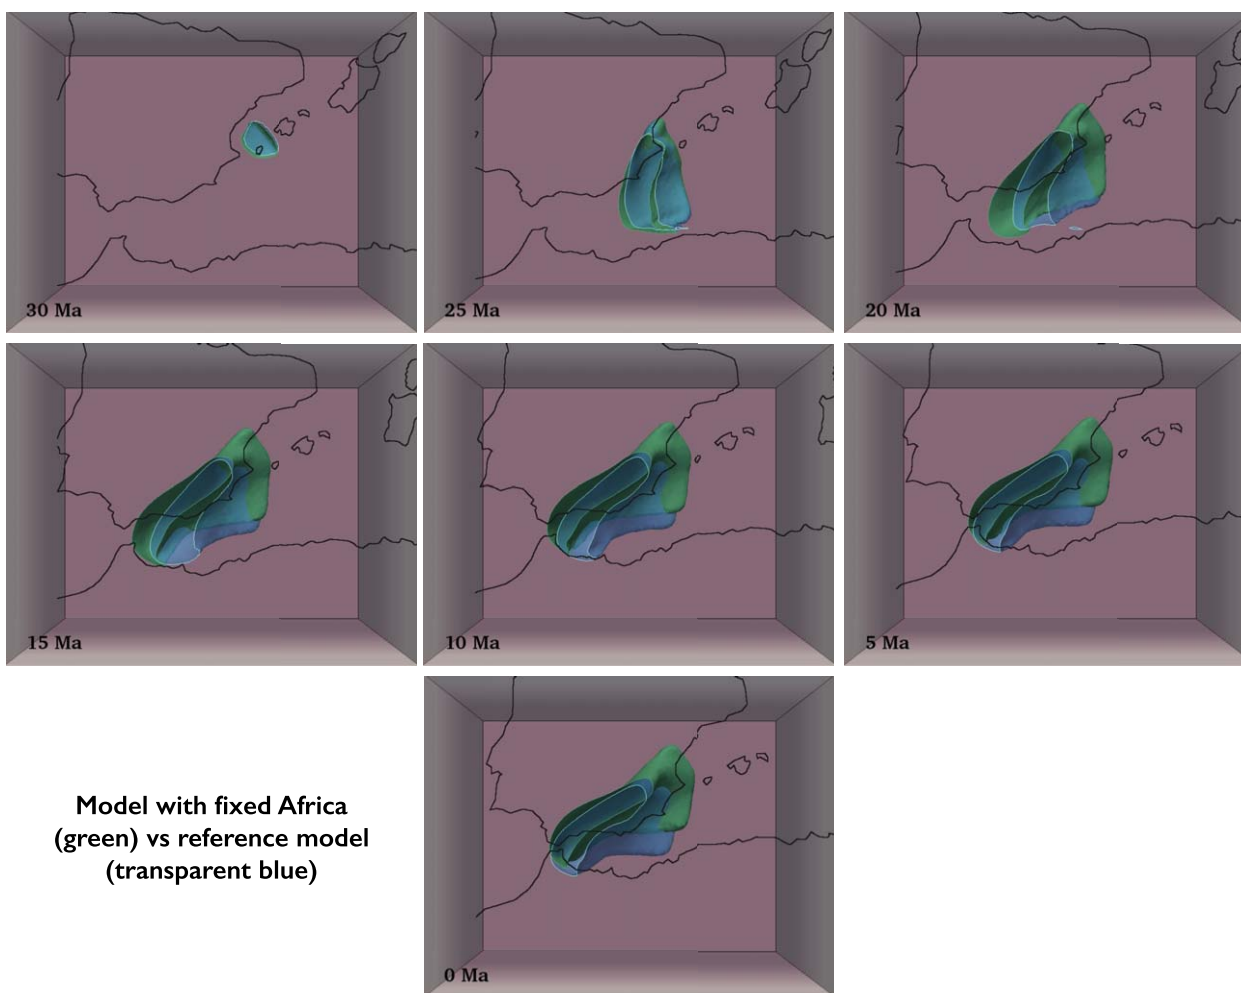 30 Ma
25 Ma
20 Ma
15 Ma
10 Ma
5 Ma
Model with fixed Africa
(green) vs reference model
(transparent blue)
0 Ma